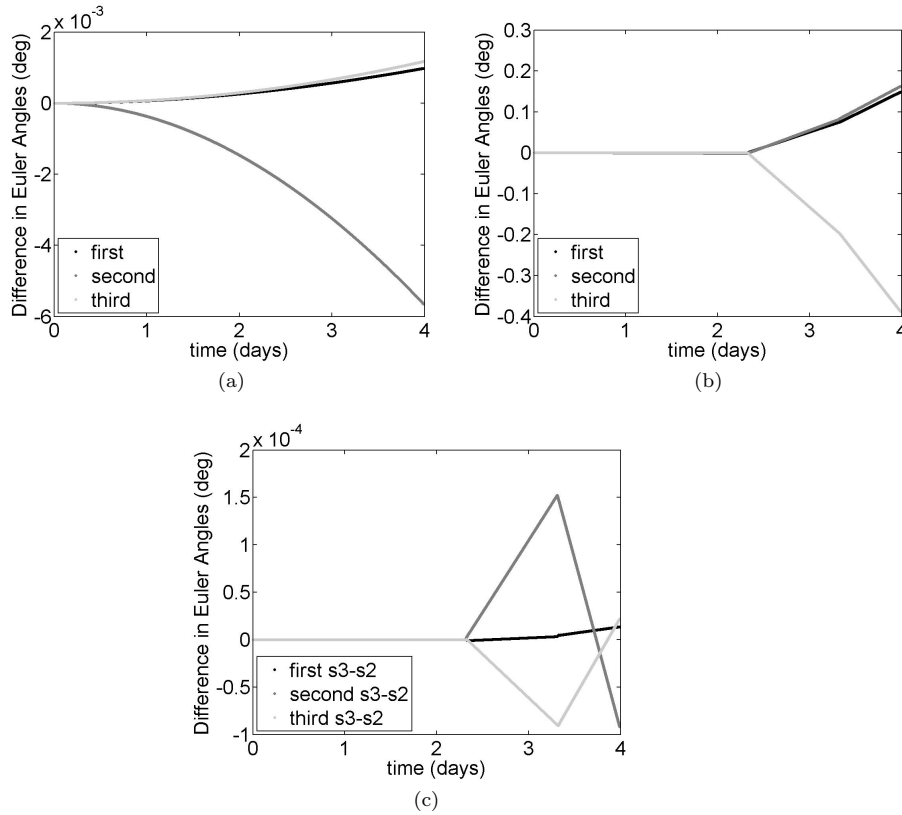 x 10-3
Difference in Euler Angles (deg)
2
0
-2
-4
-6
first
second
third
0 1 2 3 4
time (days)
(a)
Difference in Euler Angles (deg)
0.3
0.2
0.1
0
-0.1
-0.2
-0.3
-0.4
first
second
third
0 1 2 3 4
time (days)
(b)
x 10-4
Difference in Euler Angles (deg)
2
1.5
1
0.5
0
-0.5
-1
first s3-s2
second s3-s2
third s3-s2
0 1 2 3 4
time (days)
(c)